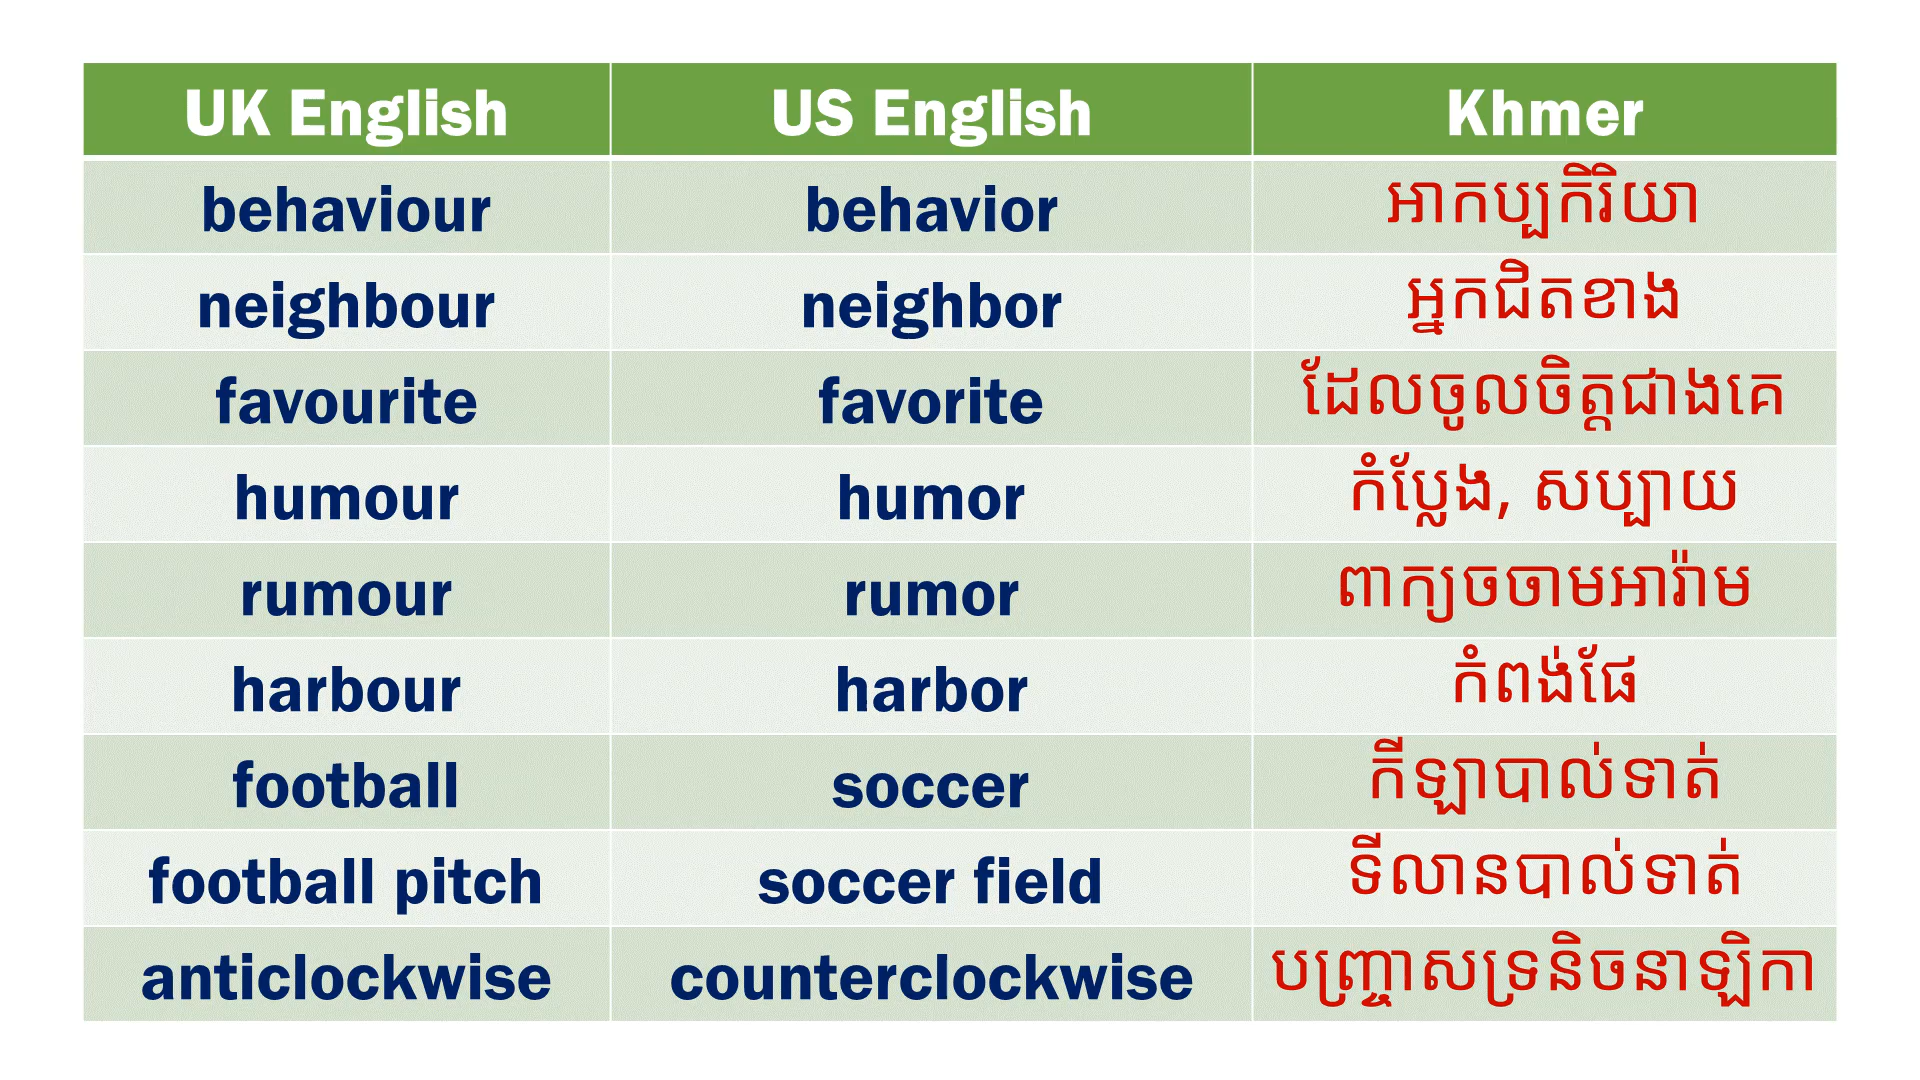 UK English US English Khmer
behaviour behavior អាកប្បកិរិយា
neighbour neighbor អ្នកជិតខាង
favourite favorite ដែលចូលចិត្តជាងគេ
humour humor កំប្លែង, សប្បាយ
rumour rumor ពាក្យចចាមអារ៉ាម
harbour harbor កំពង់ផែ
football soccer កីឡាបាល់ទាត់
football pitch soccer field ទីលានបាល់ទាត់
anticlockwise counterclockwise បញ្ច្រាសទ្រនិចនាឡិកា